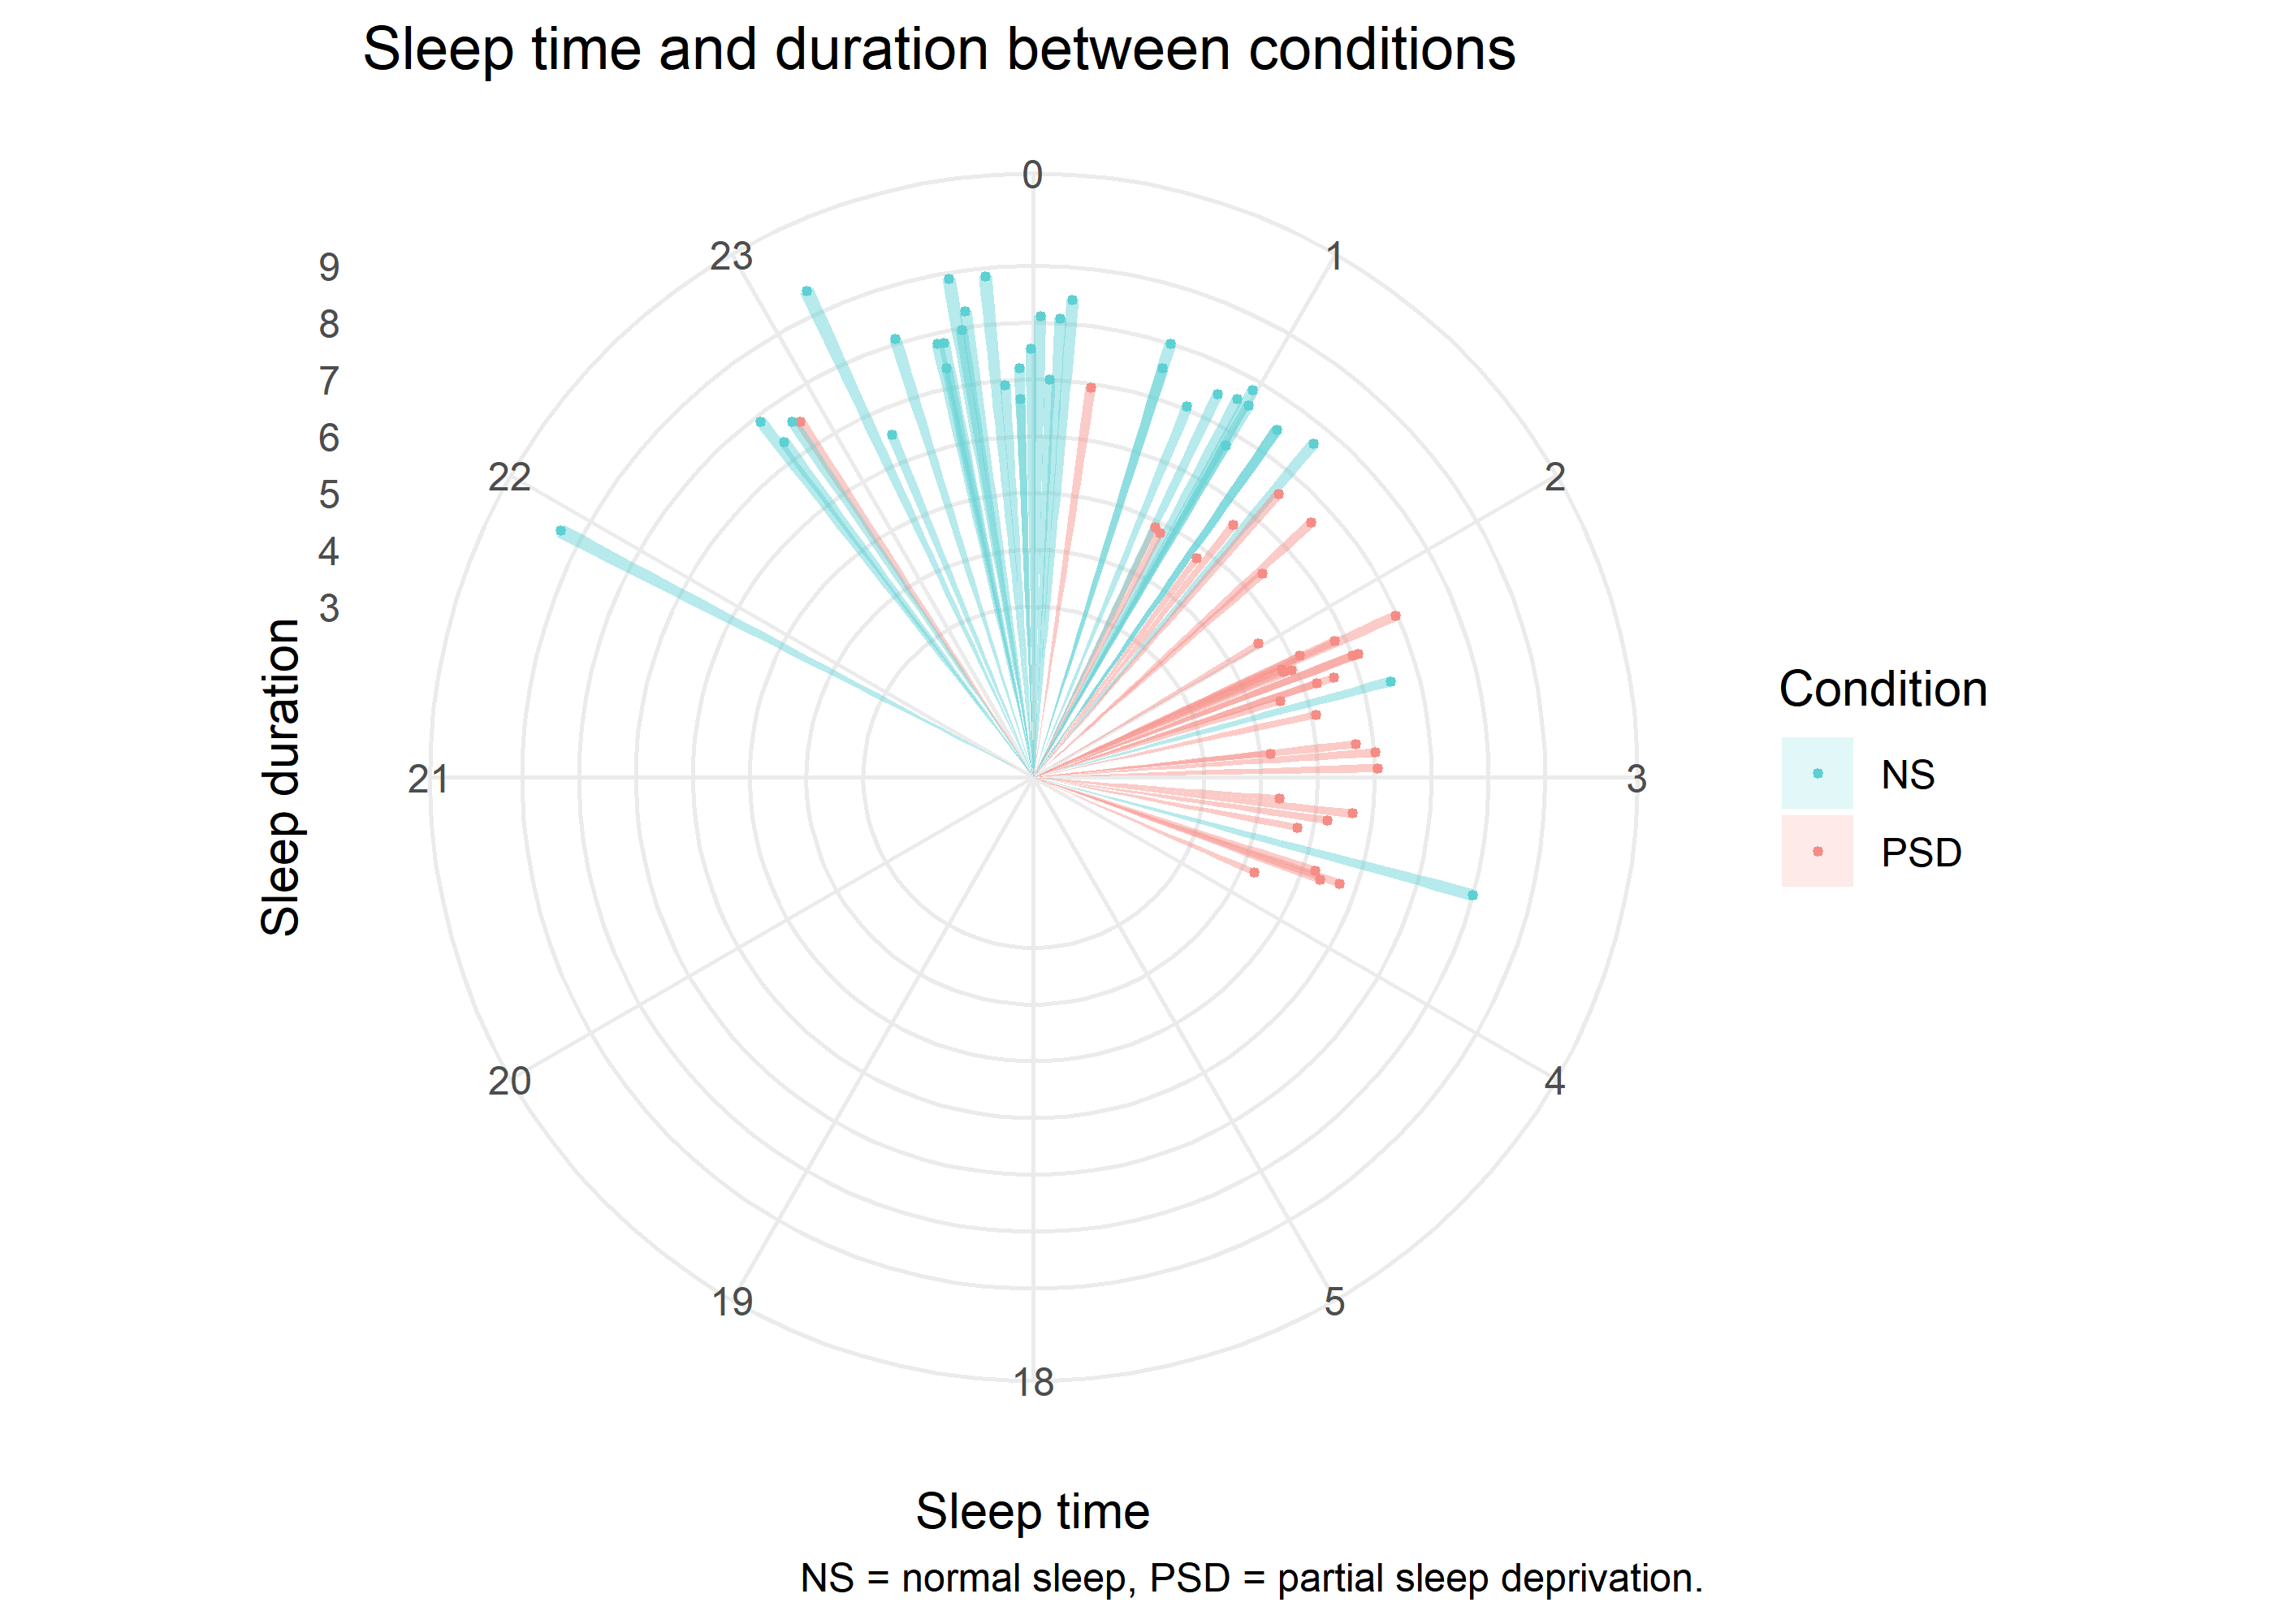 Sleep time and duration between conditions
0
23
1
9
8
7
6
5
4
3
22
2
21
3
20
4
19
5
18
Sleep duration
Condition
NS
PSD
Sleep time
NS = normal sleep, PSD = partial sleep deprivation.